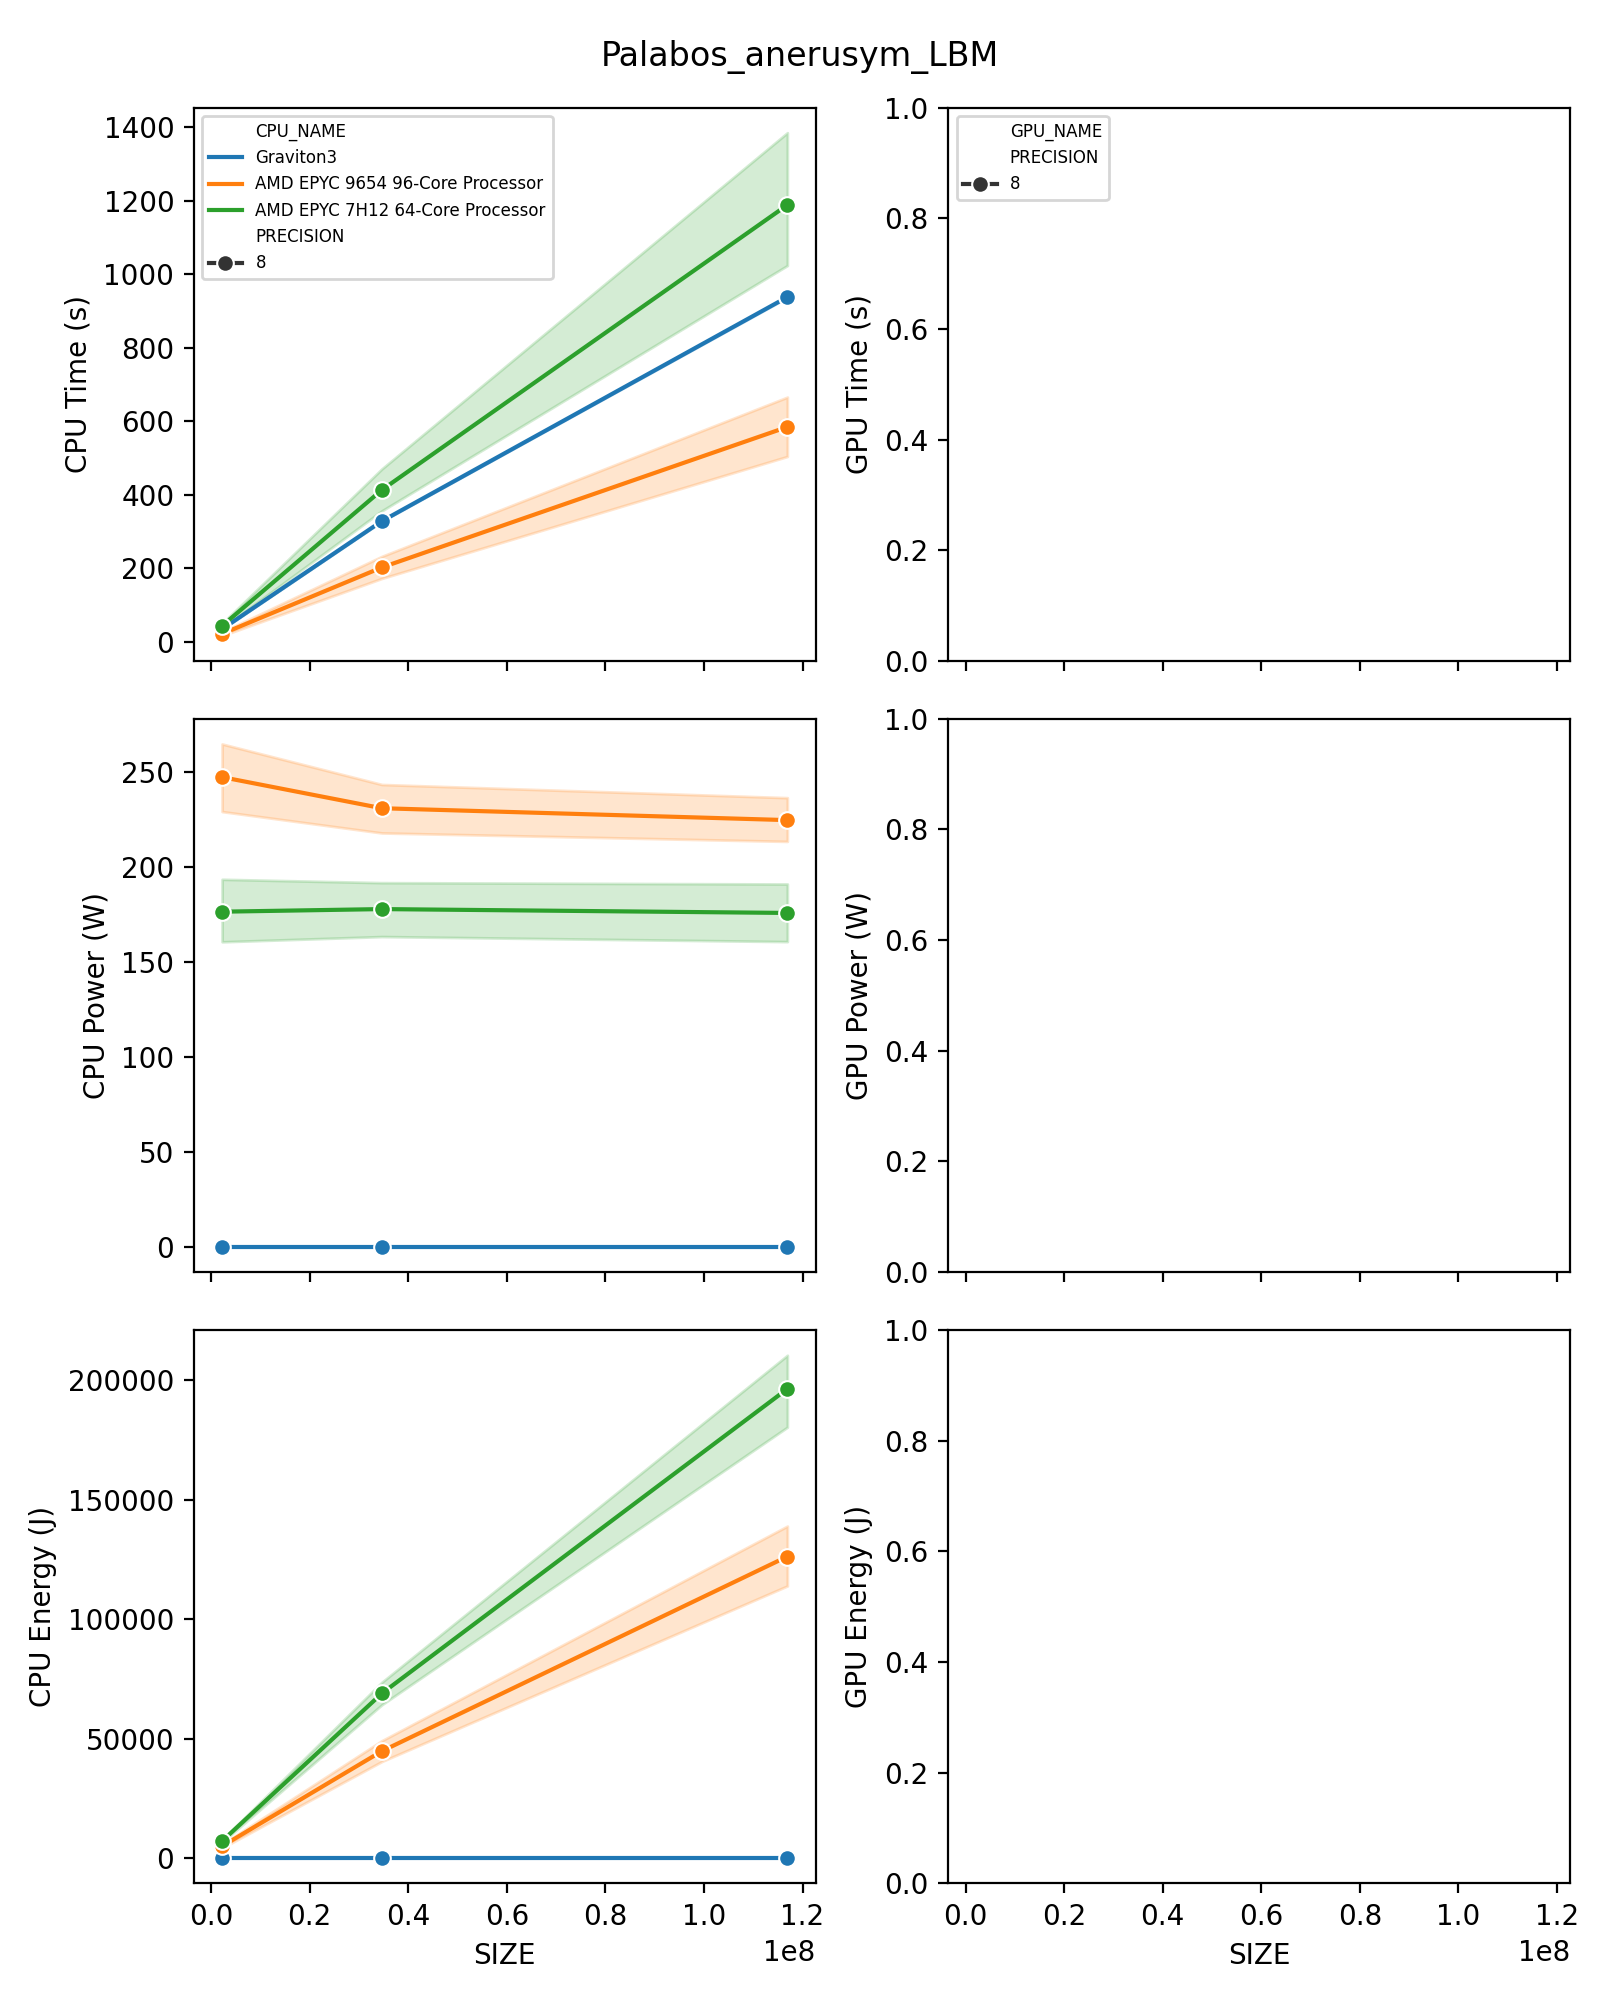 Palabos_anerusym_LBM
CPU Time (s)
1400
1200
1000
800
600
400
200
0
CPU_NAME
Graviton3
AMD EPYC 9654 96-Core Processor
AMD EPYC 7H12 64-Core Processor
PRECISION
8
GPU Time (s)
1.0
0.8
0.6
0.4
0.2
0.0
GPU_NAME
PRECISION
8
CPU Power (W)
250
200
150
100
50
0
GPU Power (W)
1.0
0.8
0.6
0.4
0.2
0.0
CPU Energy (J)
200000
150000
100000
50000
0
0.0 0.2 0.4 0.6 0.8 1.0 1.2
1e8
SIZE
GPU Energy (J)
1.0
0.8
0.6
0.4
0.2
0.0
0.0 0.2 0.4 0.6 0.8 1.0 1.2
1e8
SIZE